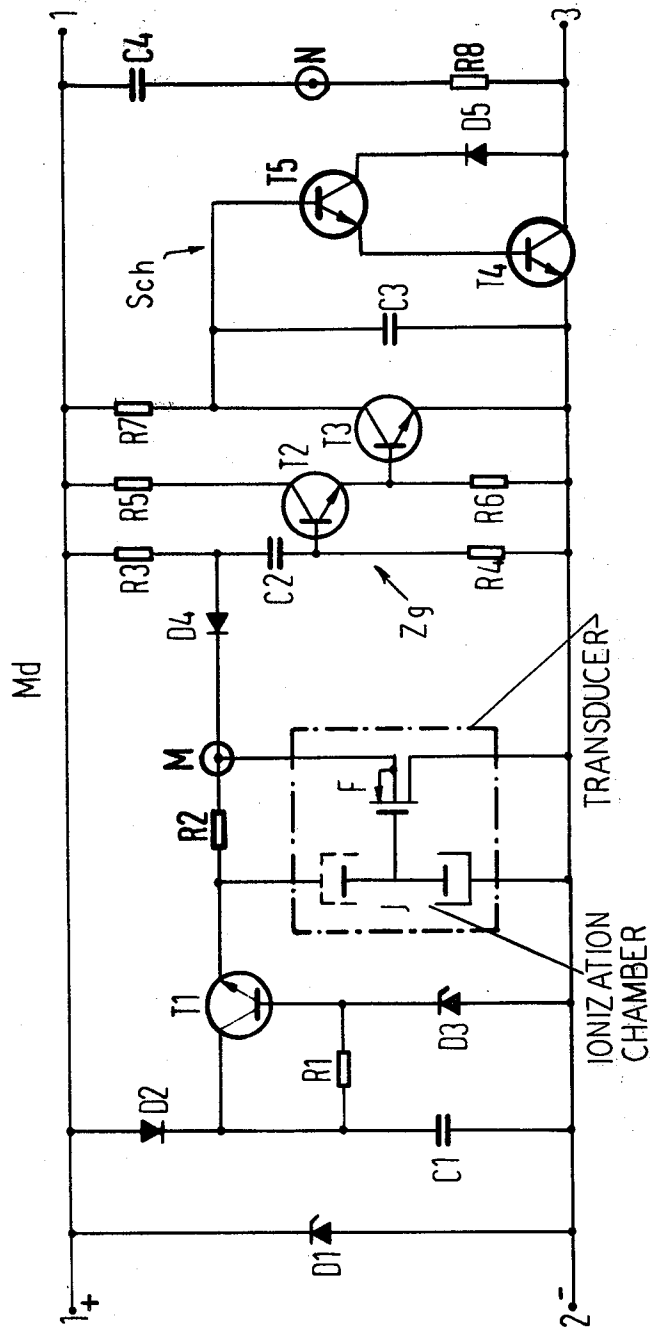 Md
1
+
1
D1
D2
C1
R1
T1
D3
R2
M
F
J
D4
R3
C2
R4
Zg
R5
T2
R6
R7
T3
Sch
C3
T5
T4
D5
C4
N
R8
2
-
3
IONIZATION
CHAMBER
TRANSDUCER